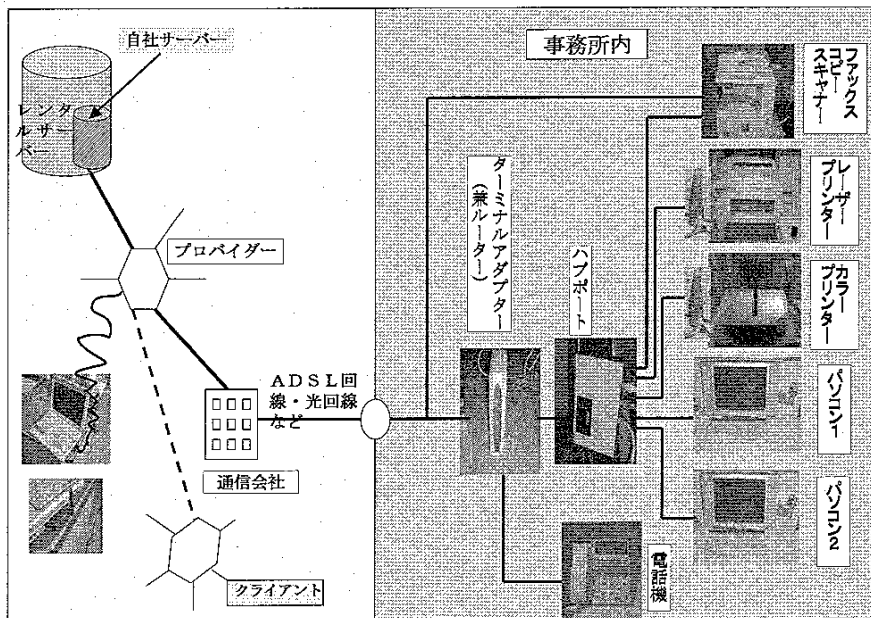 自社サーバー
レンタ
ルサー
バー
プロバイダー
ADSL回
線・光回線
など
通信会社
クライアント
事務所内
ターミナルアダプター
(兼ルーター)
ハブポート
ファックス
コピー
スキャナー
レーザー
プリンター
カラー
プリンター
パソコン1
パソコン2
電話機